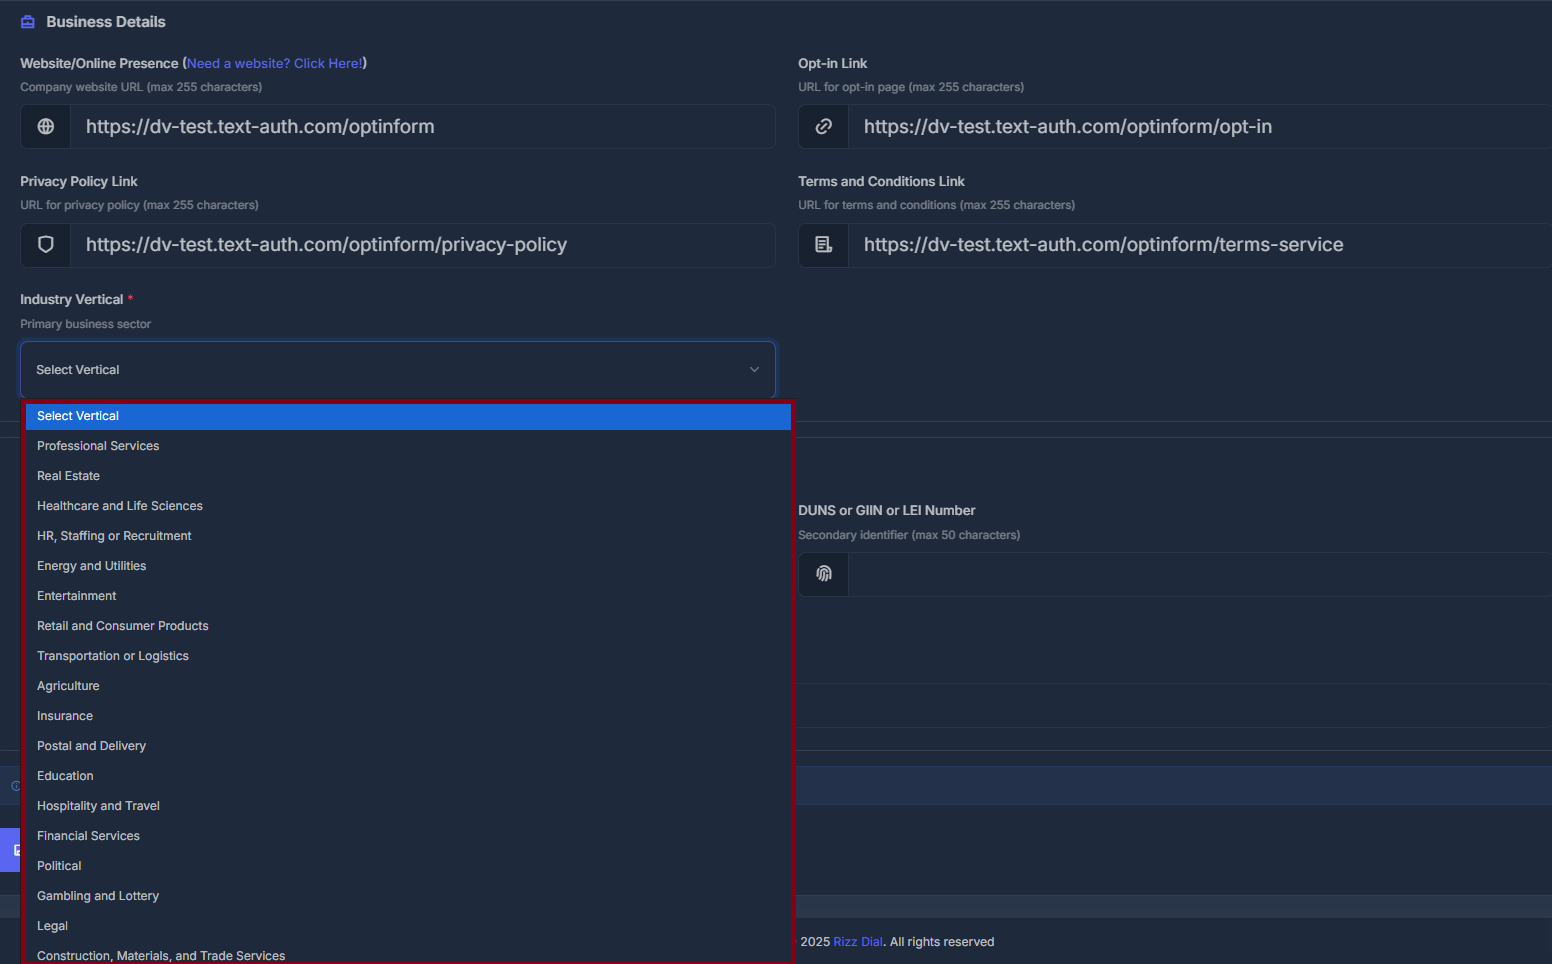 Business Details
Website/Online Presence (Need a website? Click Here!)
Company website URL (max 255 characters)
https://dv-test.text-auth.com/optinform
Opt-in Link
URL for opt-in page (max 255 characters)
https://dv-test.text-auth.com/optinform/opt-in
Privacy Policy Link
URL for privacy policy (max 255 characters)
https://dv-test.text-auth.com/optinform/privacy-policy
Terms and Conditions Link
URL for terms and conditions (max 255 characters)
https://dv-test.text-auth.com/optinform/terms-service
Industry Vertical *
Primary business sector
Select Vertical
Select Vertical
Professional Services
Real Estate
Healthcare and Life Sciences
HR, Staffing or Recruitment
Energy and Utilities
Entertainment
Retail and Consumer Products
Transportation or Logistics
Agriculture
Insurance
Postal and Delivery
Education
Hospitality and Travel
Financial Services
Political
Gambling and Lottery
Legal
Construction, Materials, and Trade Services
DUNS or GIIN or LEI Number
Secondary identifier (max 50 characters)
2025 Rizz Dial. All rights reserved